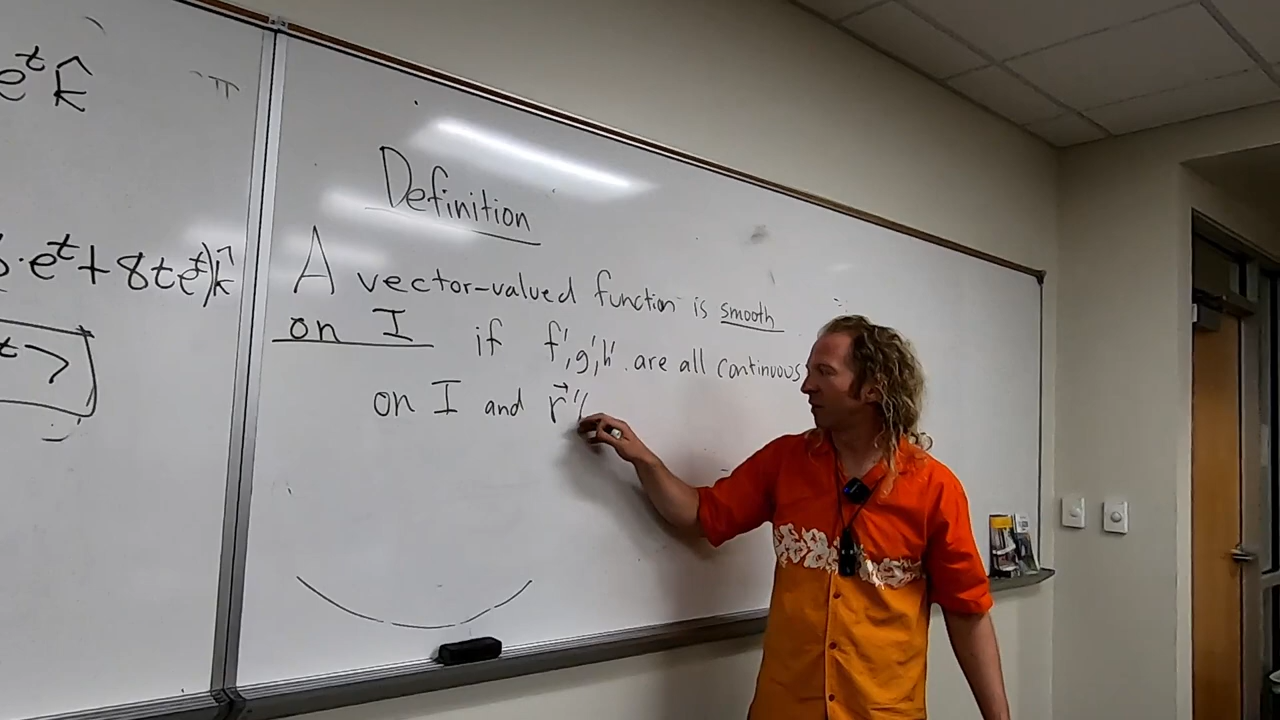 e^t k̂
π
·e^t+8te^t)k̂
t>
Definition
A vector-valued function is smooth
on I if f',g',h' are all continuous
on I and r⃗'(